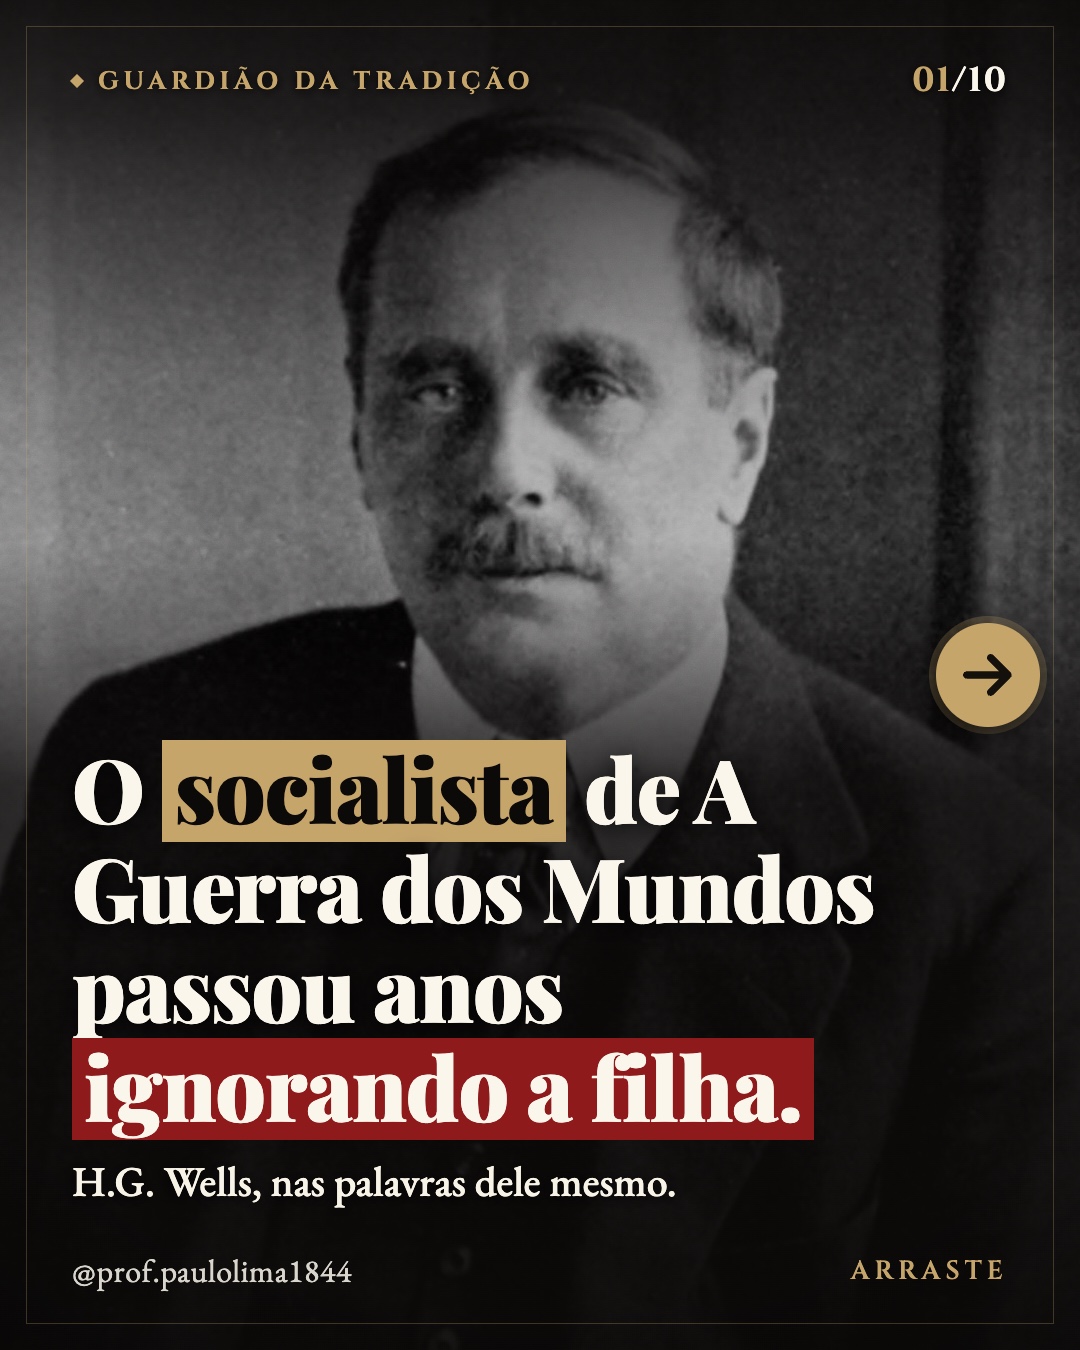 GUARDIÃO DA TRADIÇÃO
01/10
O socialista de A
Guerra dos Mundos
passou anos
ignorando a filha.
H.G. Wells, nas palavras dele mesmo.
@prof.paulolima1844
ARRASTE